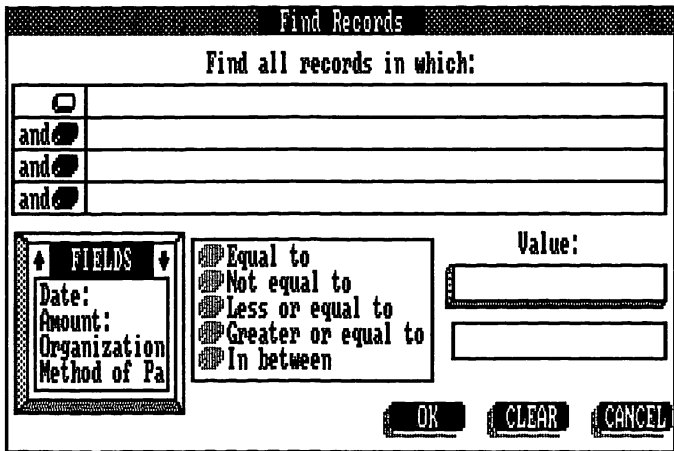 Find Records
Find all records in which:
and
and
and
FIELDS
Date:
Amount:
Organization
Method of Pa
Equal to
Not equal to
Less or equal to
Greater or equal to
In between
Value:
OK
CLEAR
CANCEL